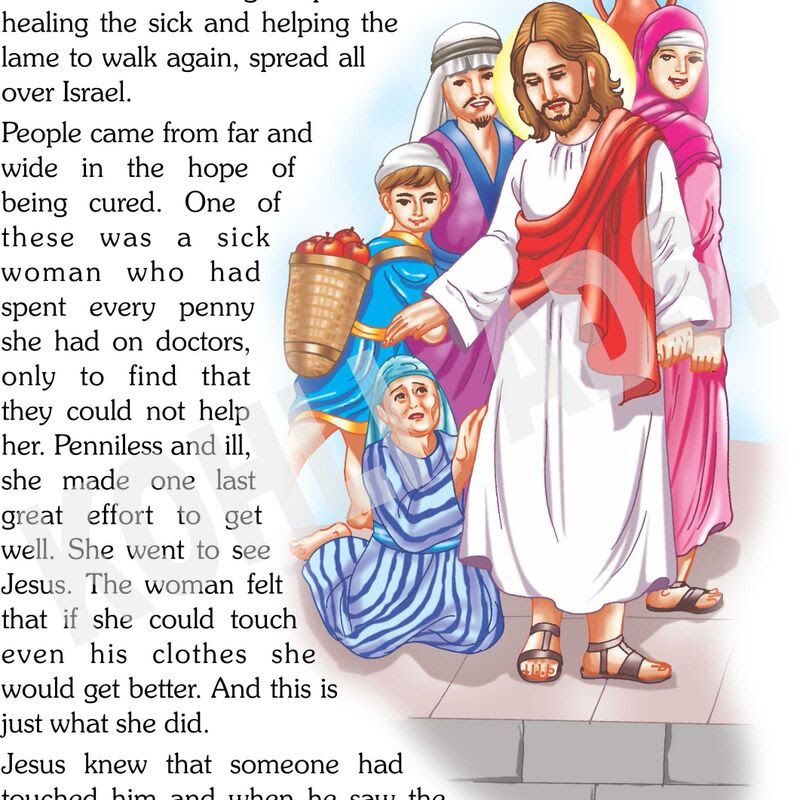 healing the sick and helping the
lame to walk again, spread all
over Israel.
People came from far and
wide in the hope of
being cured. One of
these was a sick
woman who had
spent every penny
she had on doctors,
only to find that
they could not help
her. Penniless and ill,
she made one last
great effort to get
well. She went to see
Jesus. The woman felt
that if she could touch
even his clothes she
would get better. And this is
just what she did.
Jesus knew that someone had
touched him and when he saw the